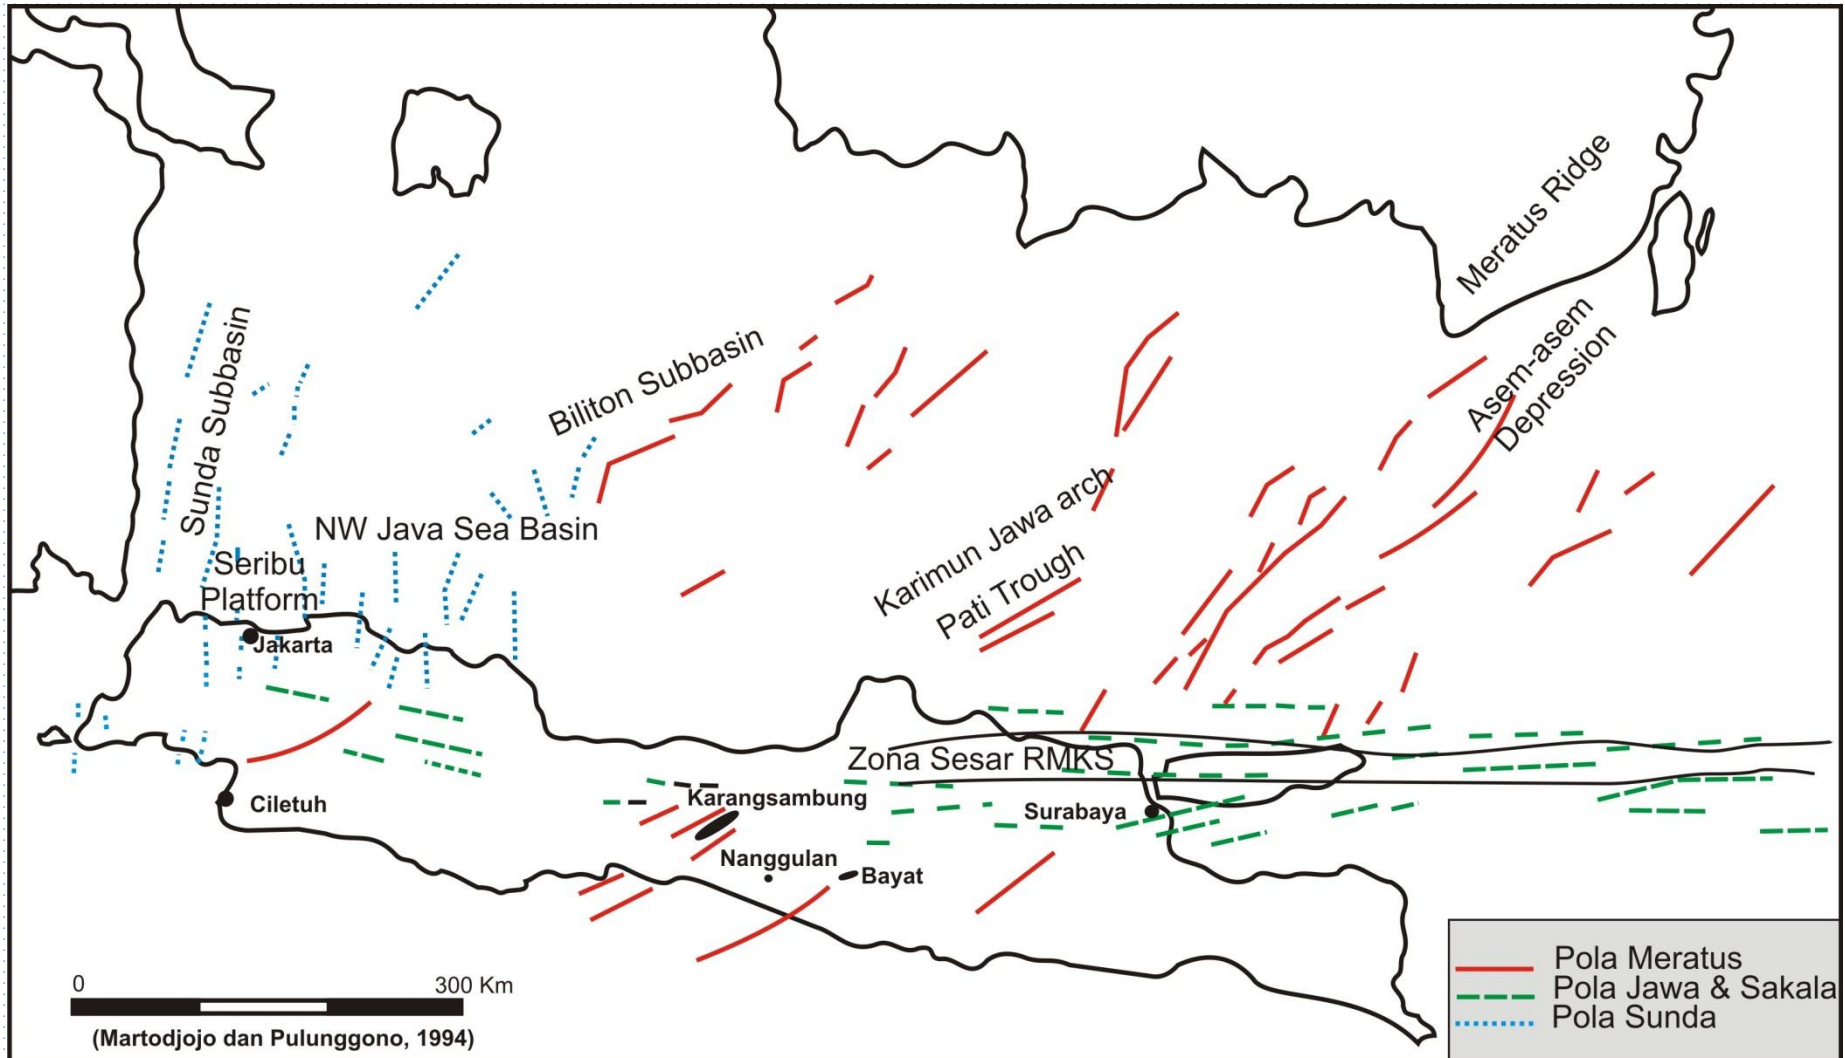 Meratus Ridge
Sunda Subbasin
Biliton Subbasin
Asem-asem
Depression
NW Java Sea Basin
Seribu
Platform
Karimun Jawa arch
Pati Trough
Jakarta
Zona Sesar RMKS
Ciletuh
Karangsambung
Surabaya
Nanggulan
Bayat
0
300 Km
(Martodjojo dan Pulunggono, 1994)
Pola Meratus
Pola Jawa & Sakala
Pola Sunda